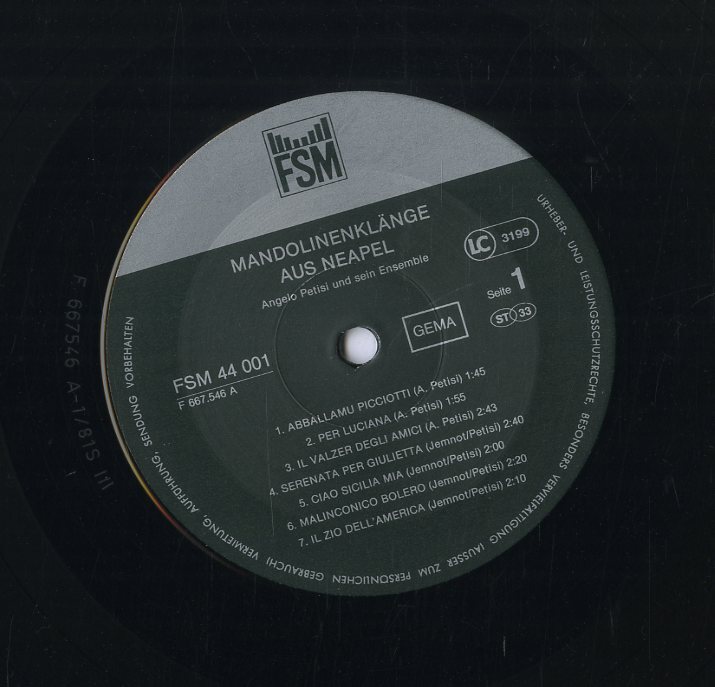 FSM
MANDOLINENKLÄNGE
AUS NEAPEL
Angelo Petisi und sein Ensemble
LC 3199
Seite 1
GEMA
ST 33
FSM 44 001
F 667.546 A
1. ABBALLAMU PICCIOTTI (A. Petisi) 1:45
2. PER LUCIANA (A. Petisi) 1:55
3. IL VALZER DEGLI AMICI (A. Petisi) 2:43
4. SERENATA PER GIULIETTA (Jemnot/Petisi) 2:40
5. CIAO SICILIA MIA (Jemnot/Petisi) 2:00
6. MALINCONICO BOLERO (Jemnot/Petisi) 2:20
7. IL ZIO DELL'AMERICA (Jemnot/Petisi) 2:10
URHEBER- UND LEISTUNGSSCHUTZRECHTE, BESONDERS VERVIELFÄLTIGUNG (AUSSER ZUM PERSÖNLICHEN GEBRAUCH) VERMIETUNG, AUFFÜHRUNG, SENDUNG VORBEHALTEN
F 667546 A-1/81S